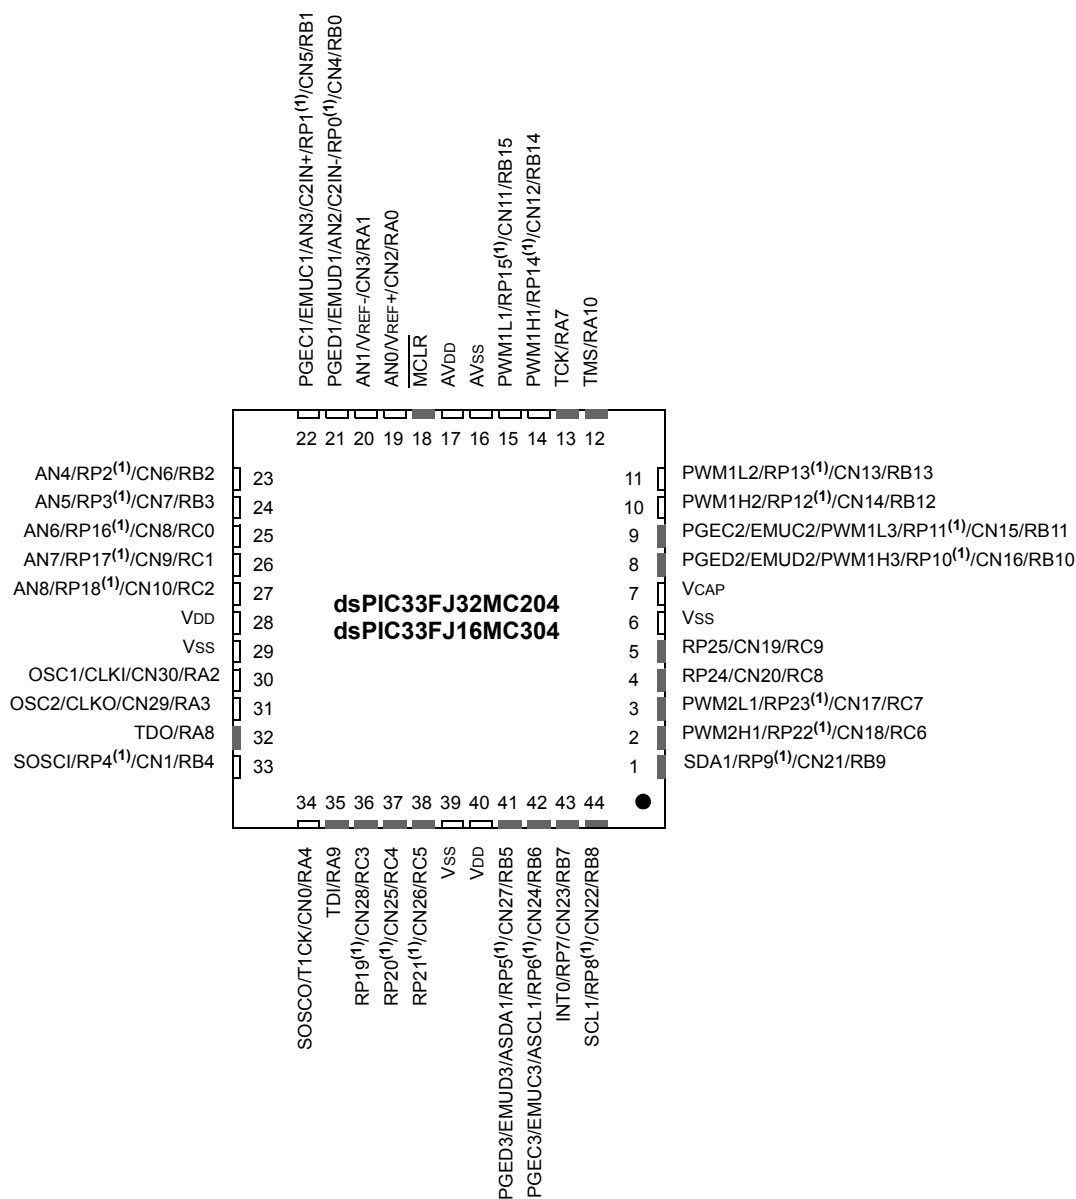 PGEC1/EMUC1/AN3/C2IN+/RP1(1)/CN5/RB1
PGED1/EMUD1/AN2/C2IN-/RP0(1)/CN4/RB0
AN1/VREF-/CN3/RA1
AN0/VREF+/CN2/RA0
MCLR
AVDD
AVSS
PWM1L1/RP15(1)/CN11/RB15
PWM1H1/RP14(1)/CN12/RB14
TCK/RA7
TMS/RA10
22 21 20 19 18 17 16 15 14 13 12
AN4/RP2(1)/CN6/RB2 23
AN5/RP3(1)/CN7/RB3 24
AN6/RP16(1)/CN8/RC0 25
AN7/RP17(1)/CN9/RC1 26
AN8/RP18(1)/CN10/RC2 27
VDD 28
VSS 29
OSC1/CLKI/CN30/RA2 30
OSC2/CLKO/CN29/RA3 31
TDO/RA8 32
SOSCI/RP4(1)/CN1/RB4 33
dsPIC33FJ32MC204
dsPIC33FJ16MC304
11 PWM1L2/RP13(1)/CN13/RB13
10 PWM1H2/RP12(1)/CN14/RB12
9 PGEC2/EMUC2/PWM1L3/RP11(1)/CN15/RB11
8 PGED2/EMUD2/PWM1H3/RP10(1)/CN16/RB10
7 VCAP
6 VSS
5 RP25/CN19/RC9
4 RP24/CN20/RC8
3 PWM2L1/RP23(1)/CN17/RC7
2 PWM2H1/RP22(1)/CN18/RC6
1 SDA1/RP9(1)/CN21/RB9
34 35 36 37 38 39 40 41 42 43 44
SOSCO/T1CK/CN0/RA4
TDI/RA9
RP19(1)/CN28/RC3
RP20(1)/CN25/RC4
RP21(1)/CN26/RC5
VSS
VDD
PGED3/EMUD3/ASDA1/RP5(1)/CN27/RB5
PGEC3/EMUC3/ASCL1/RP6(1)/CN24/RB6
INT0/RP7/CN23/RB7
SCL1/RP8(1)/CN22/RB8